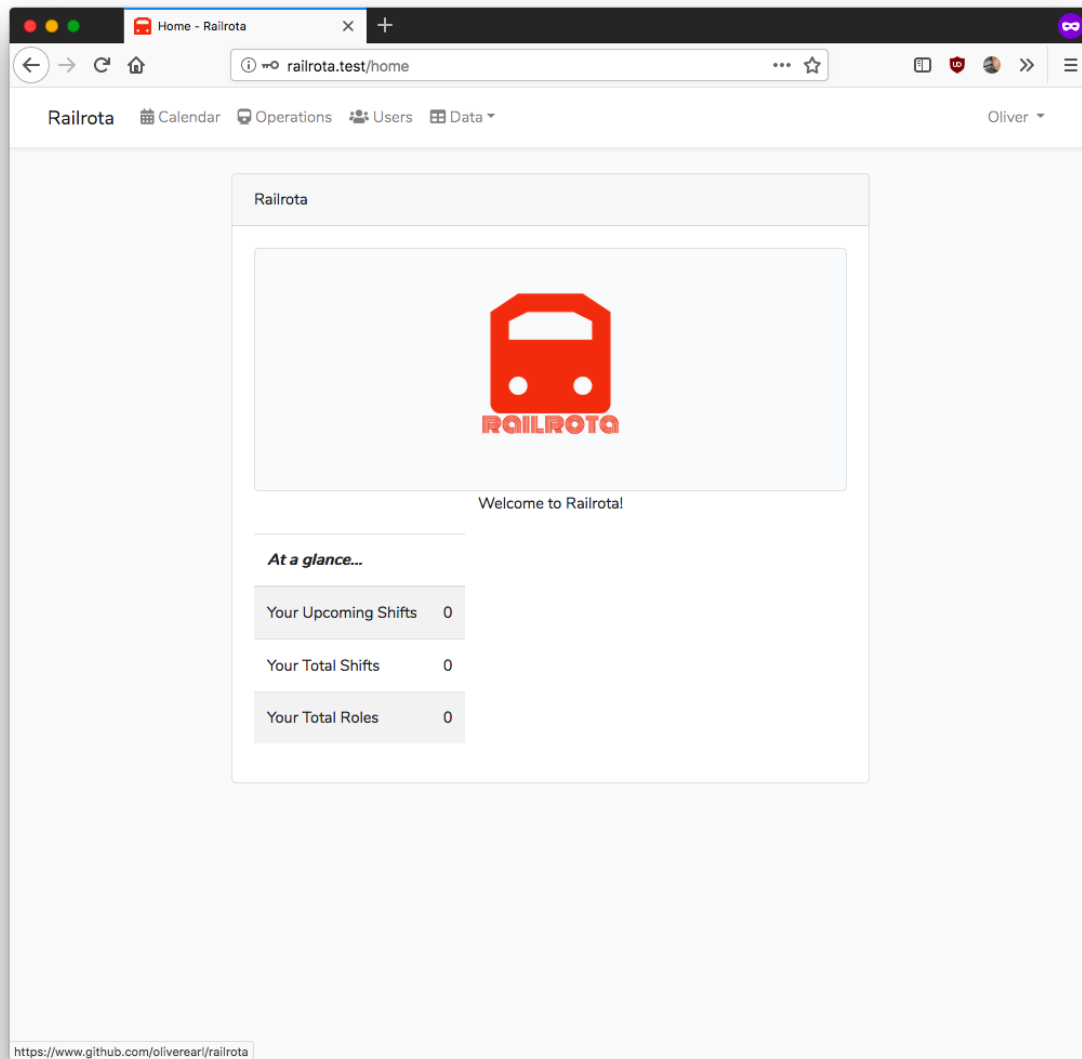 Home - Railrota
railrota.test/home
Railrota Calendar Operations Users Data Oliver
Railrota
RAILROTA
Welcome to Railrota!
At a glance...
Your Upcoming Shifts 0
Your Total Shifts 0
Your Total Roles 0
https://www.github.com/oliverearl/railrota